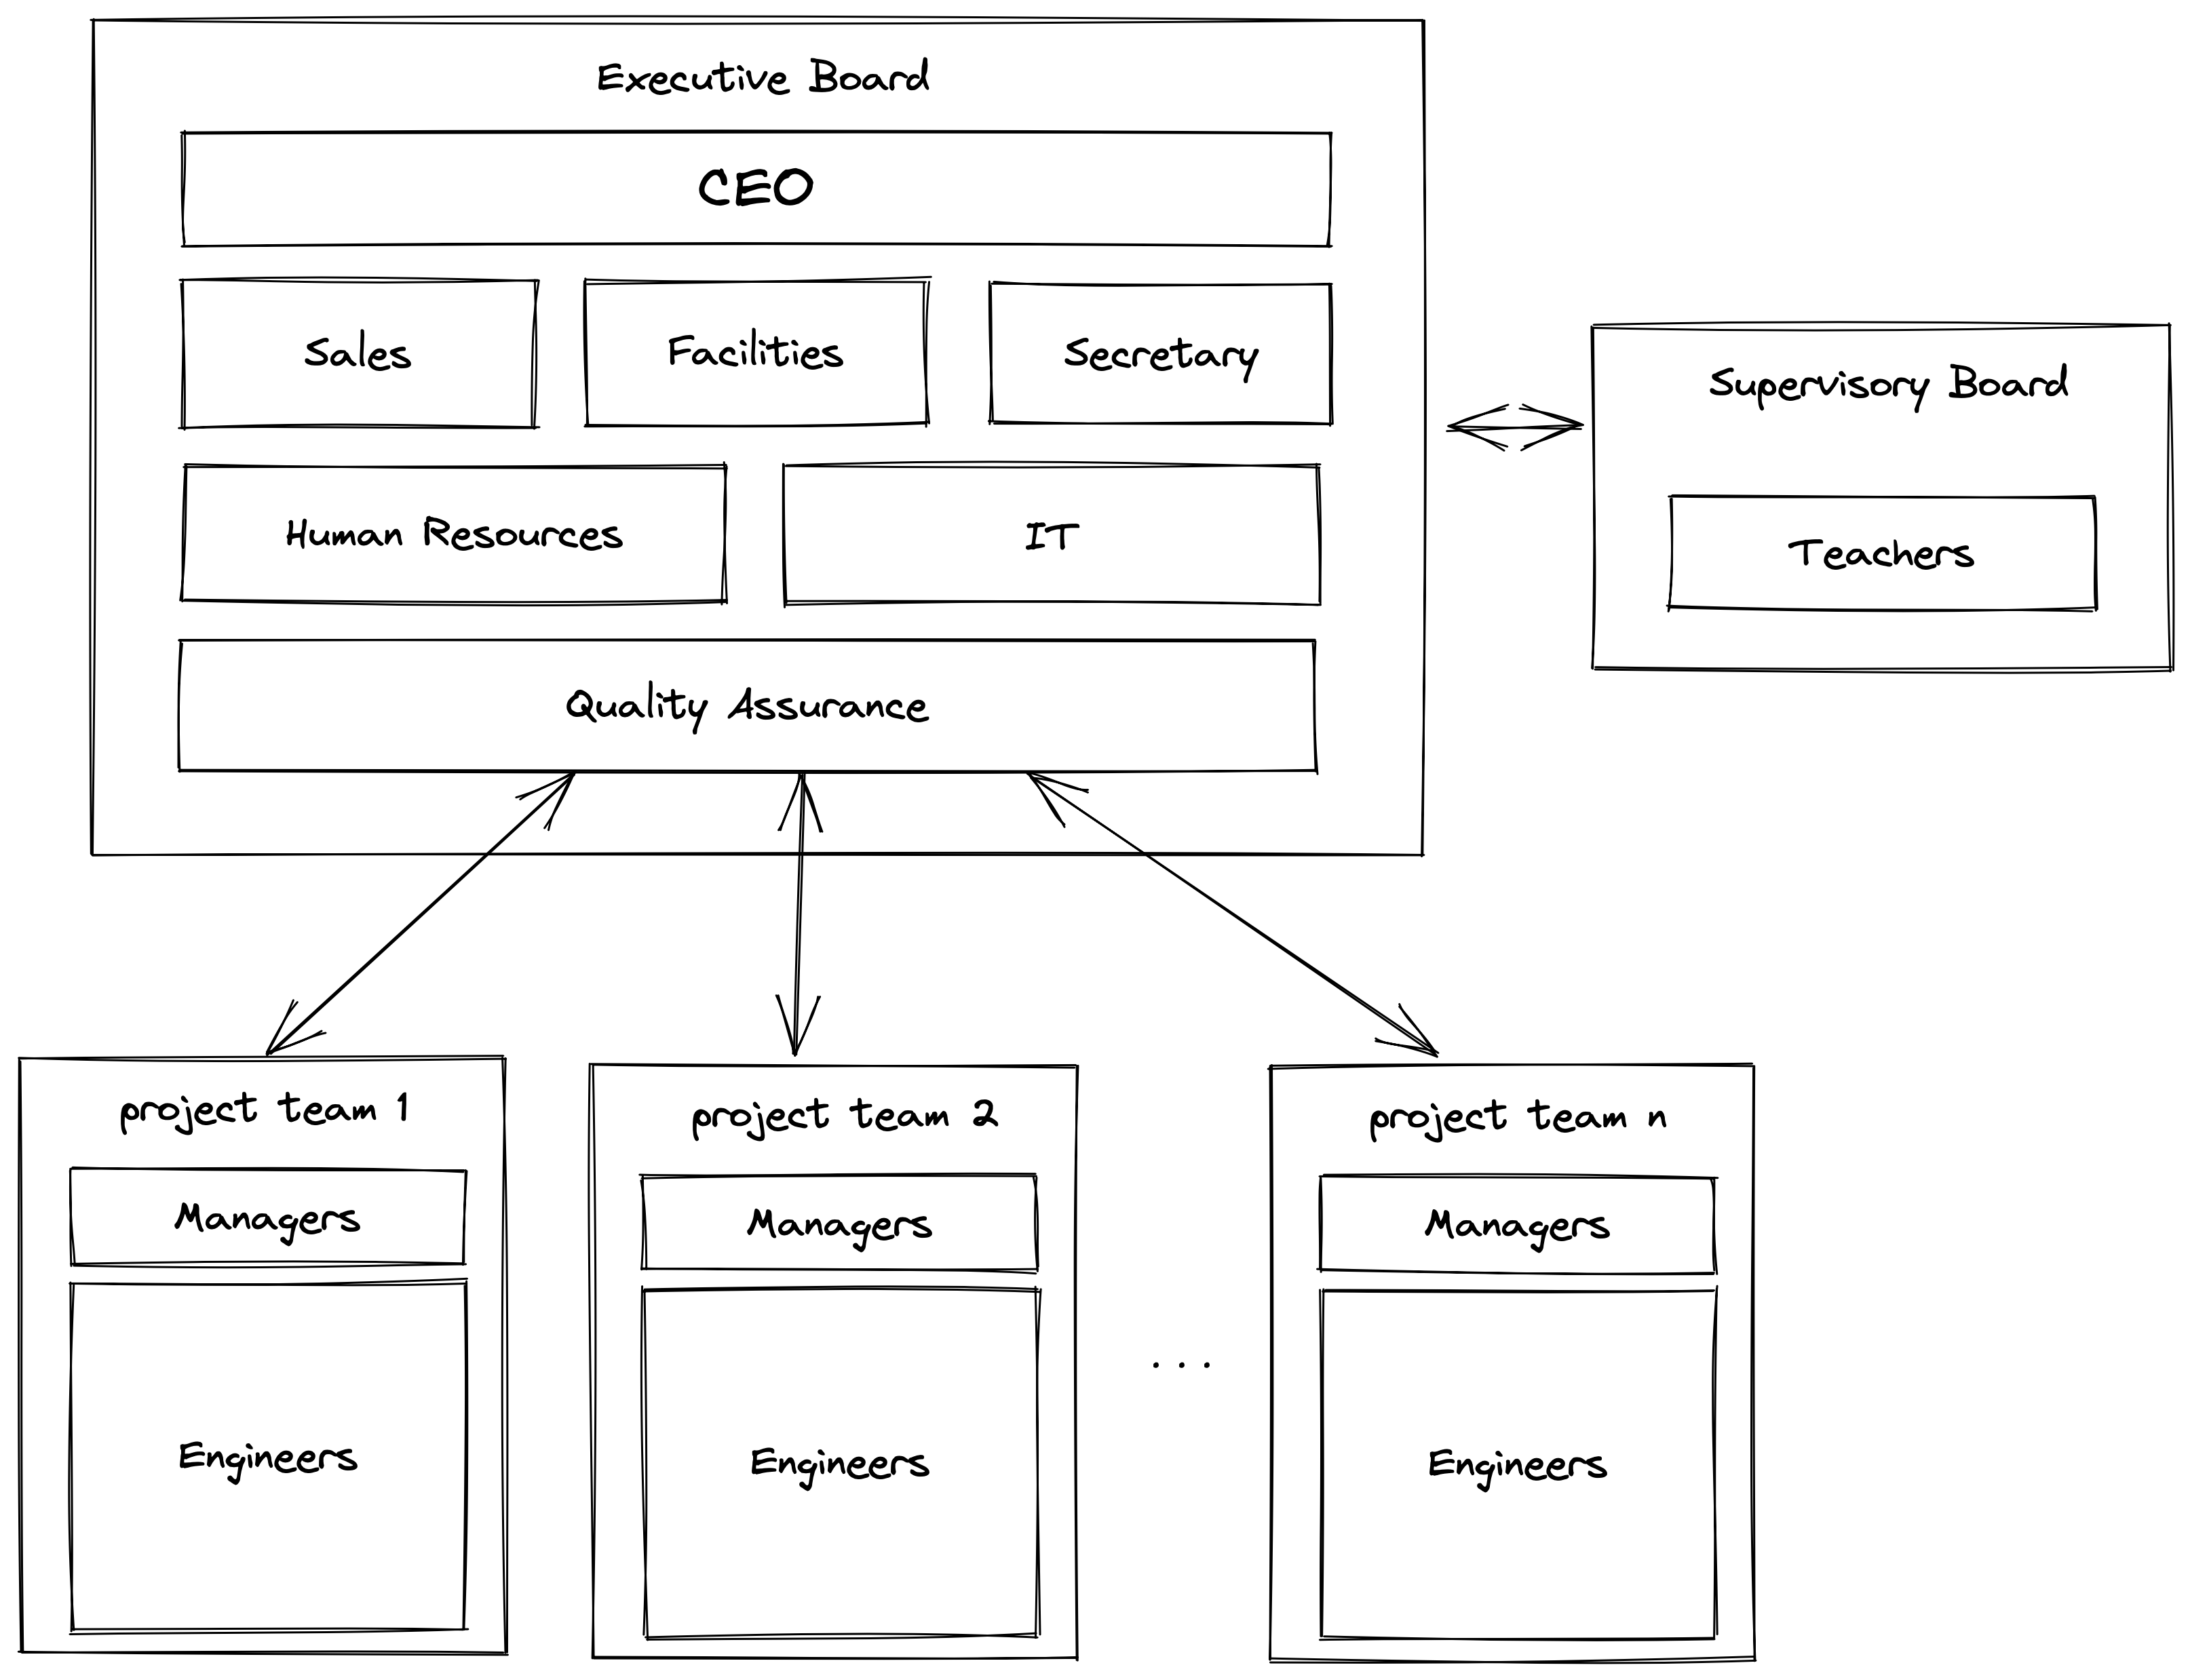 Executive Board
CEO
Sales
Facilities
Secretary
Human Resources
IT
Quality Assurance
Supervisory Board
Teachers
project team 1
Managers
Engineers
project team 2
Managers
Engineers
...
project team n
Managers
Engineers